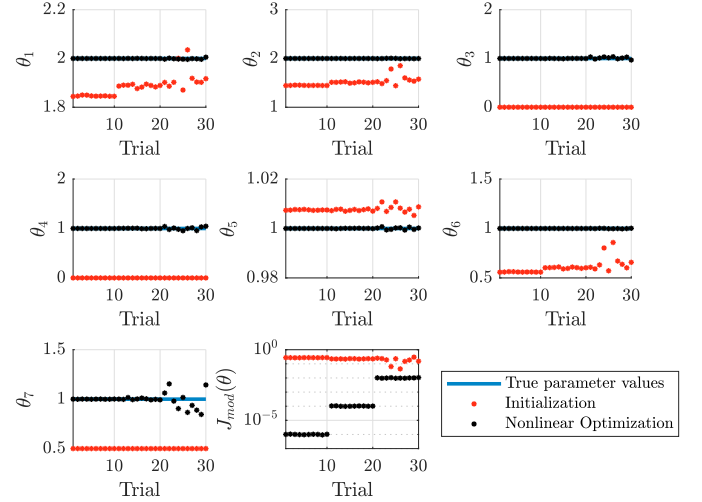 2.2
2
1.8
θ1
10 20 30
Trial
3
2
1
θ2
10 20 30
Trial
2
1
0
θ3
10 20 30
Trial
2
1
0
θ4
10 20 30
Trial
1.02
1
0.98
θ5
10 20 30
Trial
1.5
1
0.5
θ6
10 20 30
Trial
1.5
1
0.5
θ7
10 20 30
Trial
10^0
10^-5
J_mod(θ)
10 20 30
Trial
True parameter values
Initialization
Nonlinear Optimization